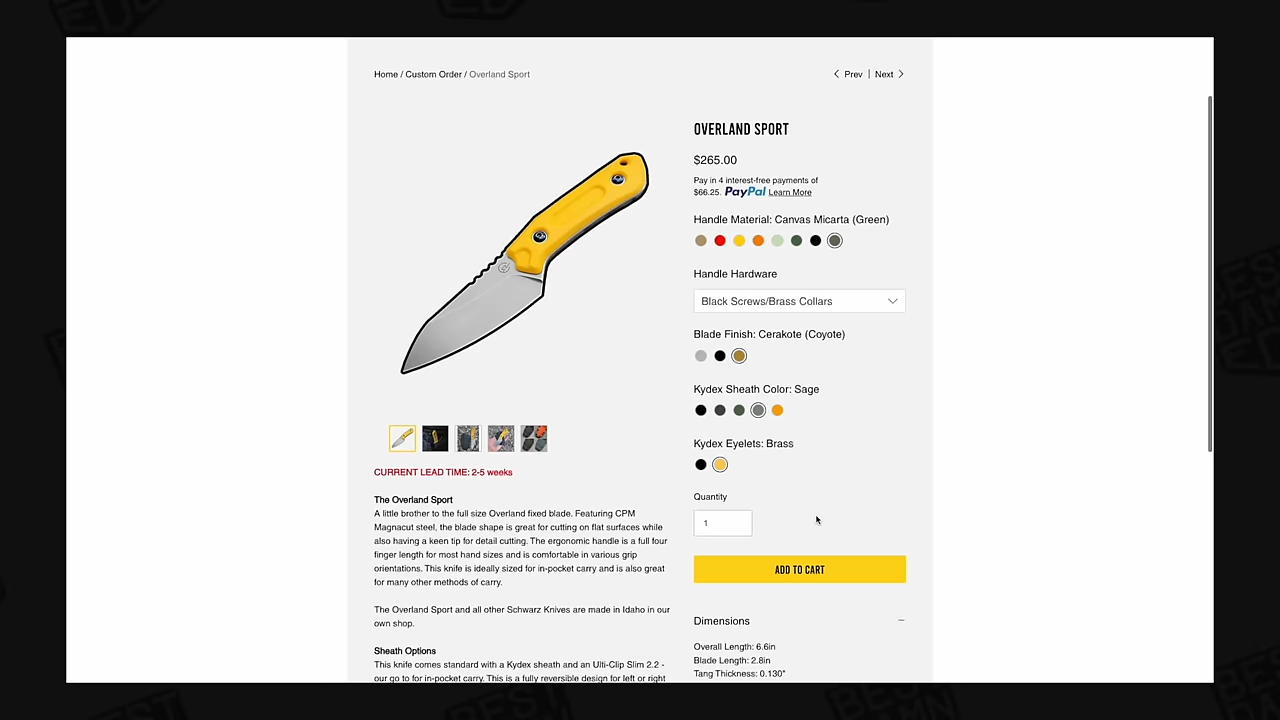 Home / Custom Order / Overland Sport
Prev | Next
OVERLAND SPORT
$265.00
Pay in 4 interest-free payments of
$66.25. PayPal Learn More
Handle Material: Canvas Micarta (Green)
Handle Hardware
Black Screws/Brass Collars
Blade Finish: Cerakote (Coyote)
Kydex Sheath Color: Sage
Kydex Eyelets: Brass
Quantity
1
ADD TO CART
Dimensions
Overall Length: 6.6in
Blade Length: 2.8in
Tang Thickness: 0.130"
CURRENT LEAD TIME: 2-5 weeks
The Overland Sport
A little brother to the full size Overland fixed blade. Featuring CPM
Magnacut steel, the blade shape is great for cutting on flat surfaces while
also having a keen tip for detail cutting. The ergonomic handle is a full four
finger length for most hand sizes and is comfortable in various grip
orientations. This knife is ideally sized for in-pocket carry and is also great
for many other methods of carry.
The Overland Sport and all other Schwarz Knives are made in Idaho in our
own shop.
Sheath Options
This knife comes standard with a Kydex sheath and an Ulti-Clip Slim 2.2 -
our go to for in-pocket carry. This is a fully reversible design for left or right